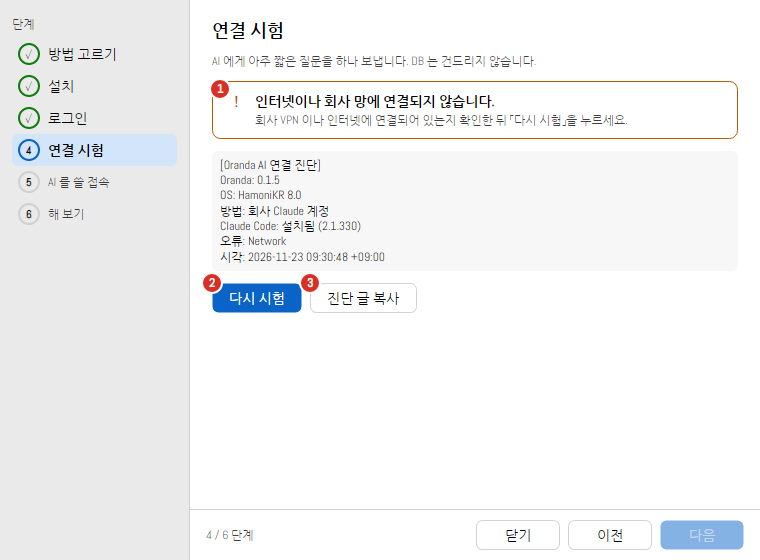 단계
✓ 방법 고르기
✓ 설치
✓ 로그인
4 연결 시험
5 AI 를 쓸 접속
6 해 보기
연결 시험
AI 에게 아주 짧은 질문을 하나 보냅니다. DB 는 건드리지 않습니다.
1
! 인터넷이나 회사 망에 연결되지 않습니다.
회사 VPN 이나 인터넷에 연결되어 있는지 확인한 뒤 「다시 시험」을 누르세요.
[Oranda AI 연결 진단]
Oranda: 0.1.5
OS: HamoniKR 8.0
방법: 회사 Claude 계정
Claude Code: 설치됨 (2.1.330)
오류: Network
시각: 2026-11-23 09:30:48 +09:00
2 다시 시험
3 진단 글 복사
4 / 6 단계
닫기
이전
다음